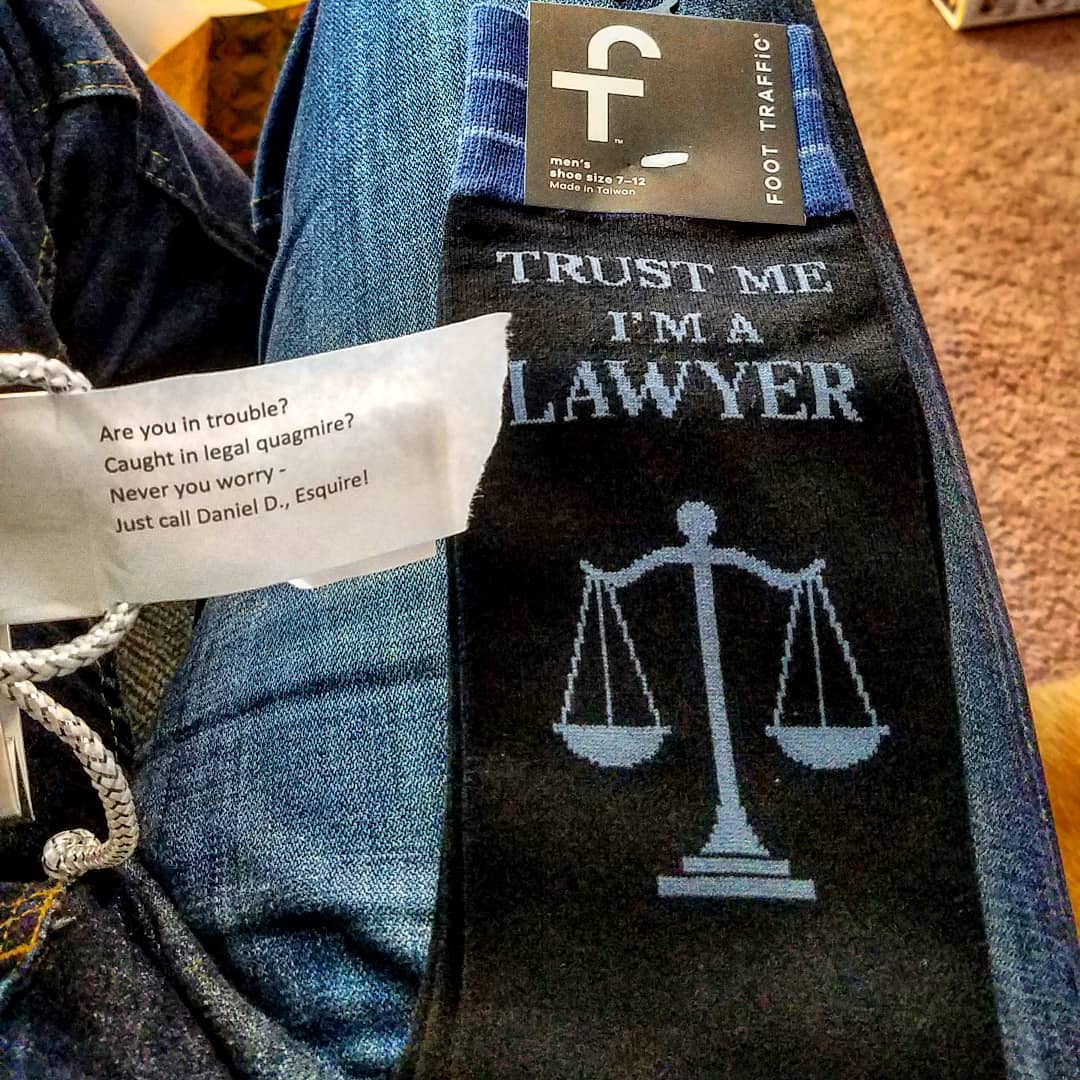 men's
shoe size 7–12
Made in Taiwan
FOOT TRAFFiC®
TRUST ME
I'M A
LAWYER
Are you in trouble?
Caught in legal quagmire?
Never you worry -
Just call Daniel D., Esquire!